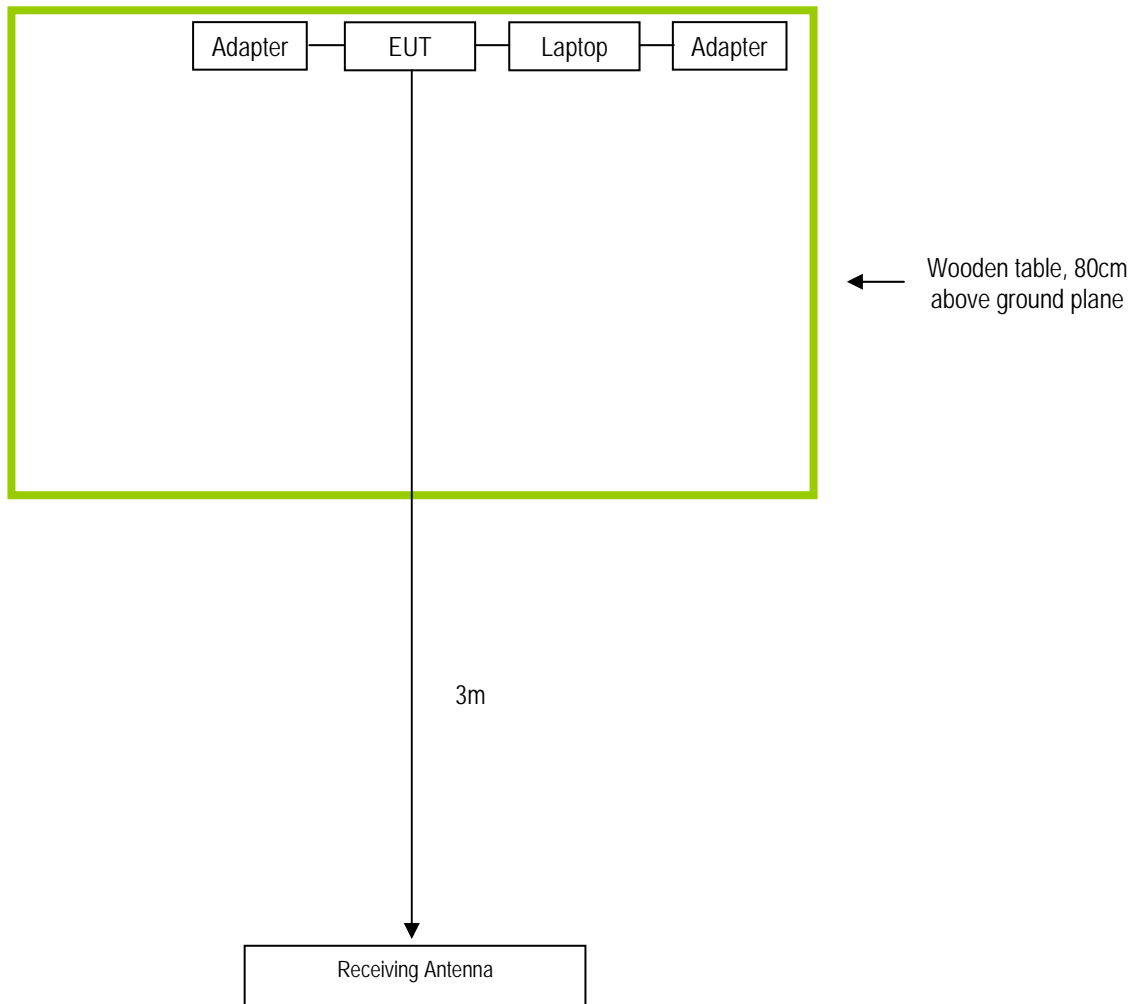 Adapter
EUT
Laptop
Adapter
Wooden table, 80cm
above ground plane
3m
Receiving Antenna